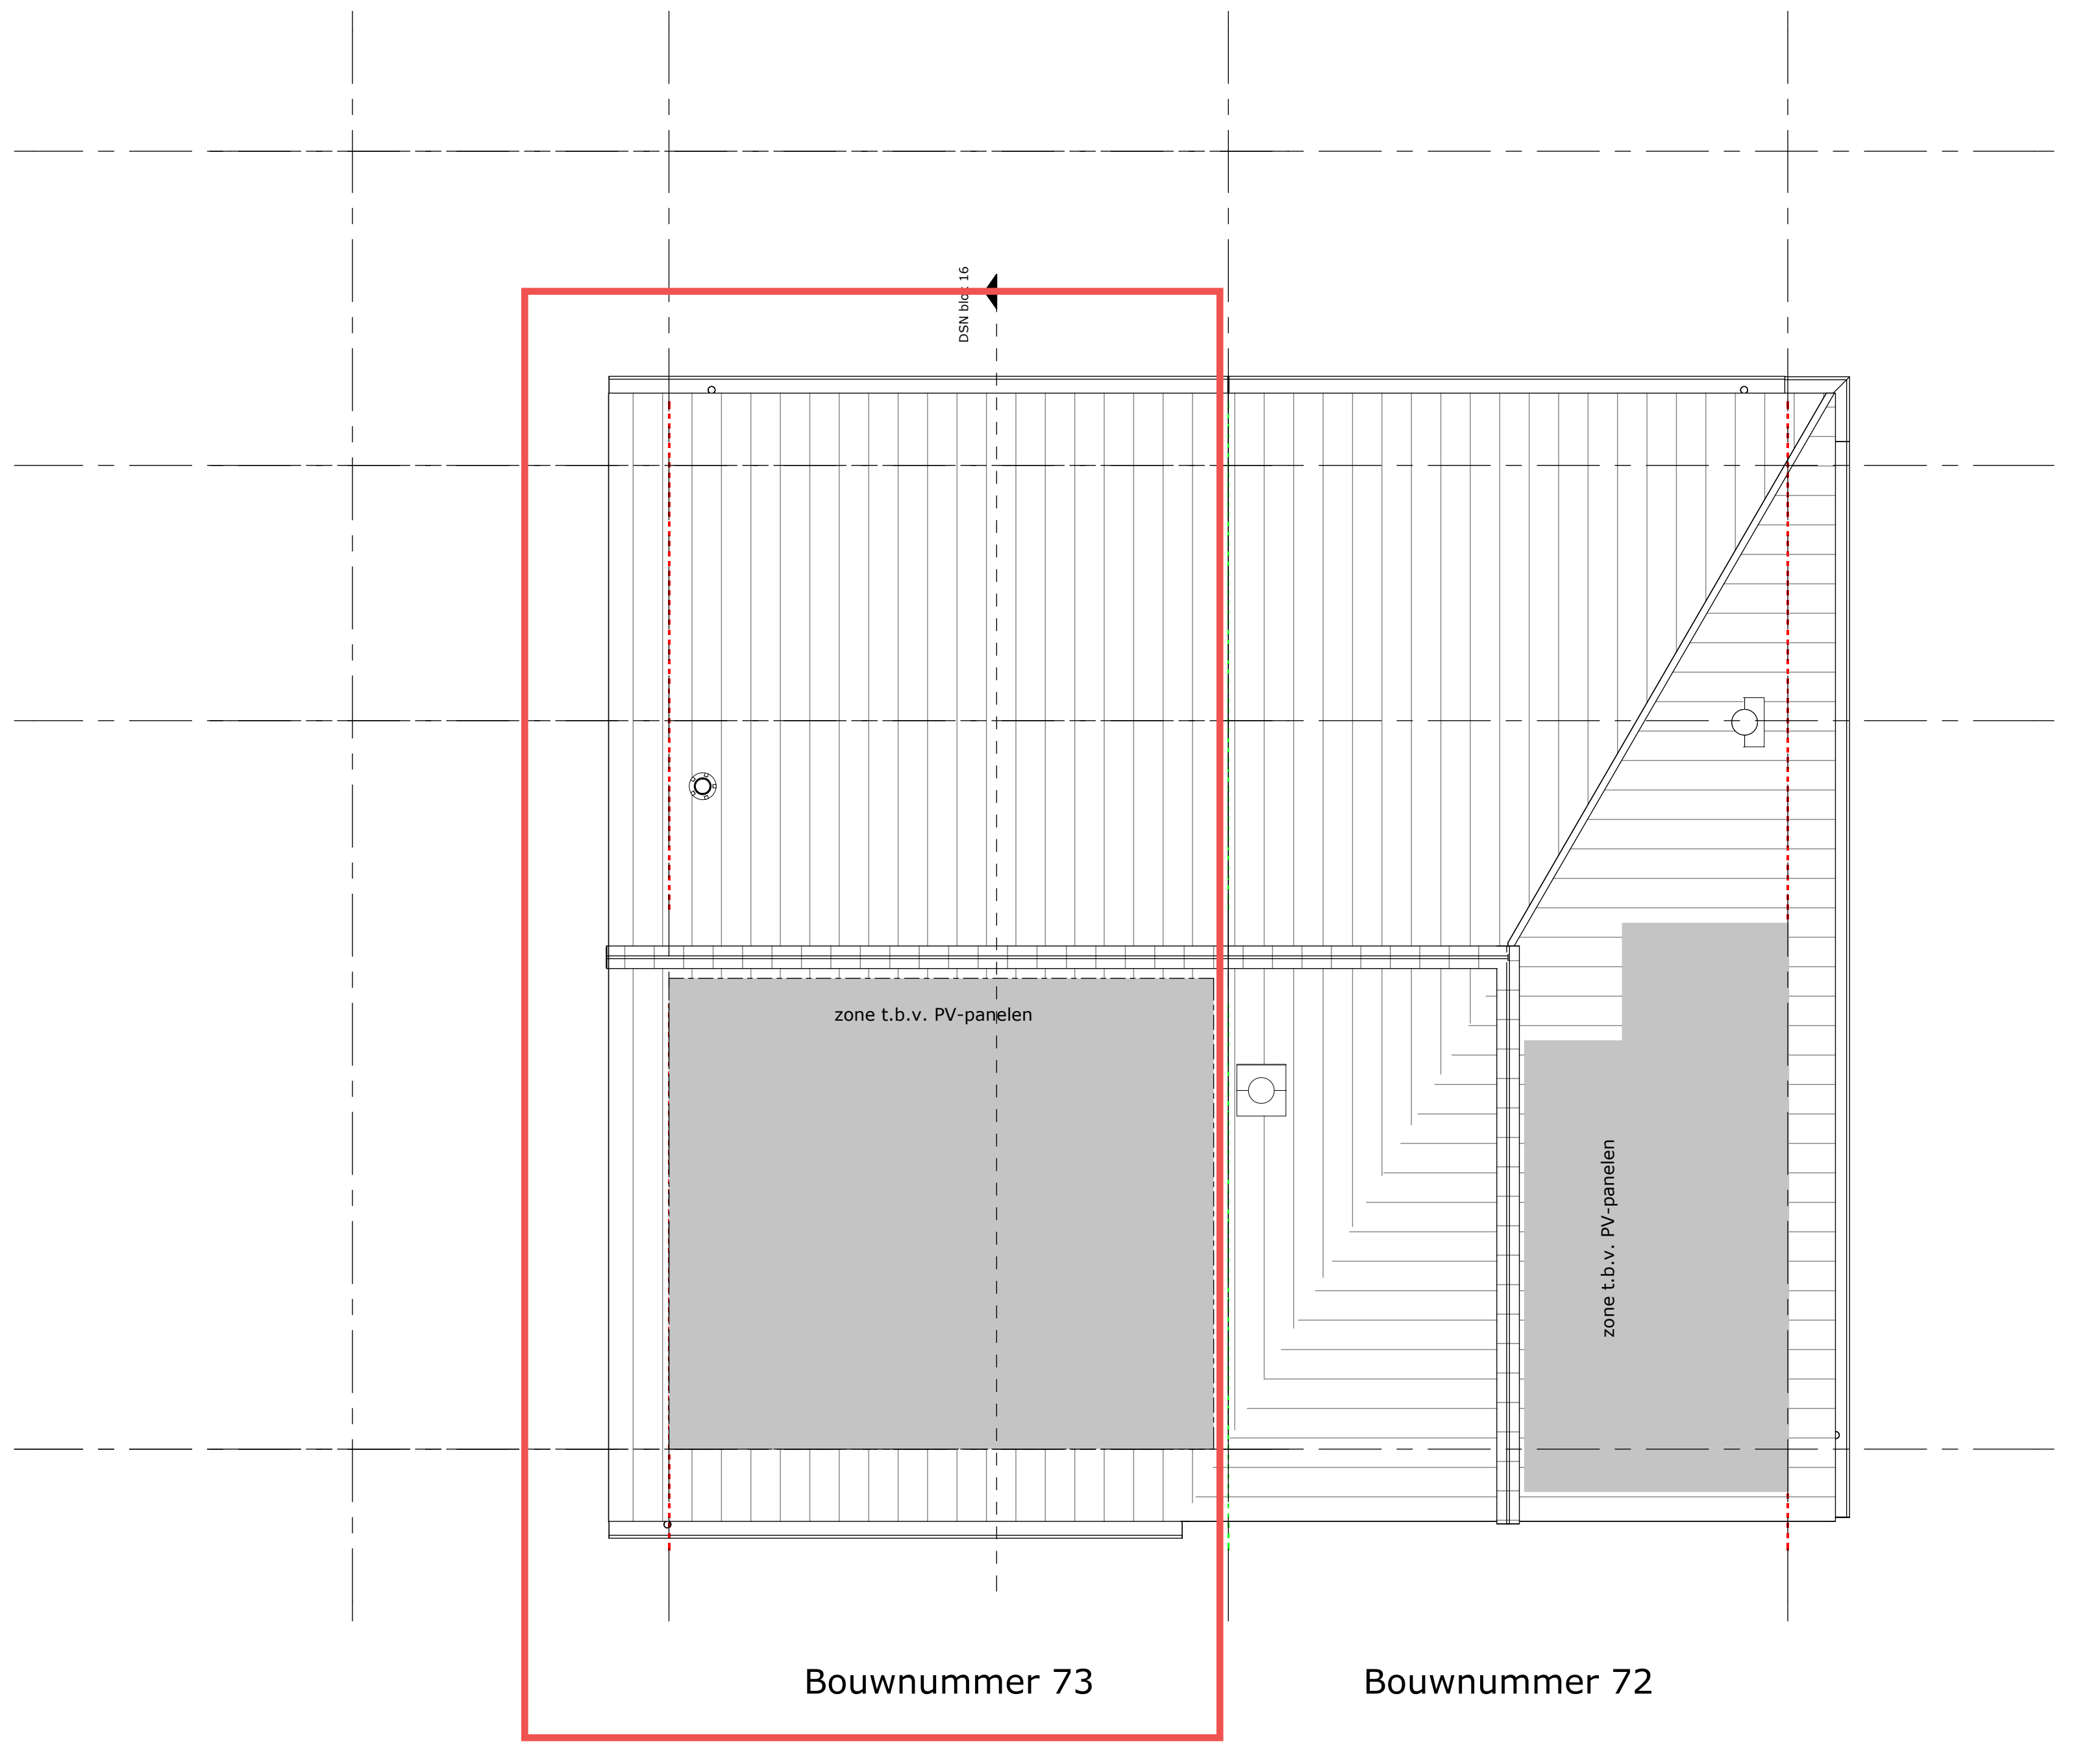 DSN blok 16
zone t.b.v. PV-panelen
zone t.b.v. PV-panelen
Bouwnummer 73
Bouwnummer 72